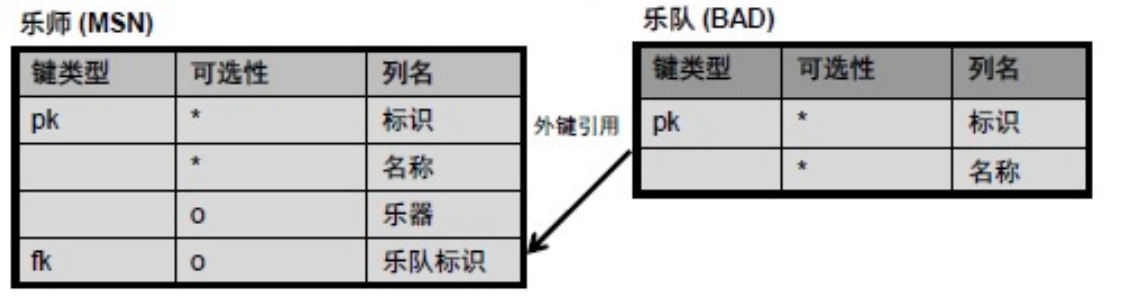 乐师 (MSN)
键类型 可选性 列名
pk * 标识
* 名称
o 乐器
fk o 乐队标识
外键引用
乐队 (BAD)
键类型 可选性 列名
pk * 标识
* 名称